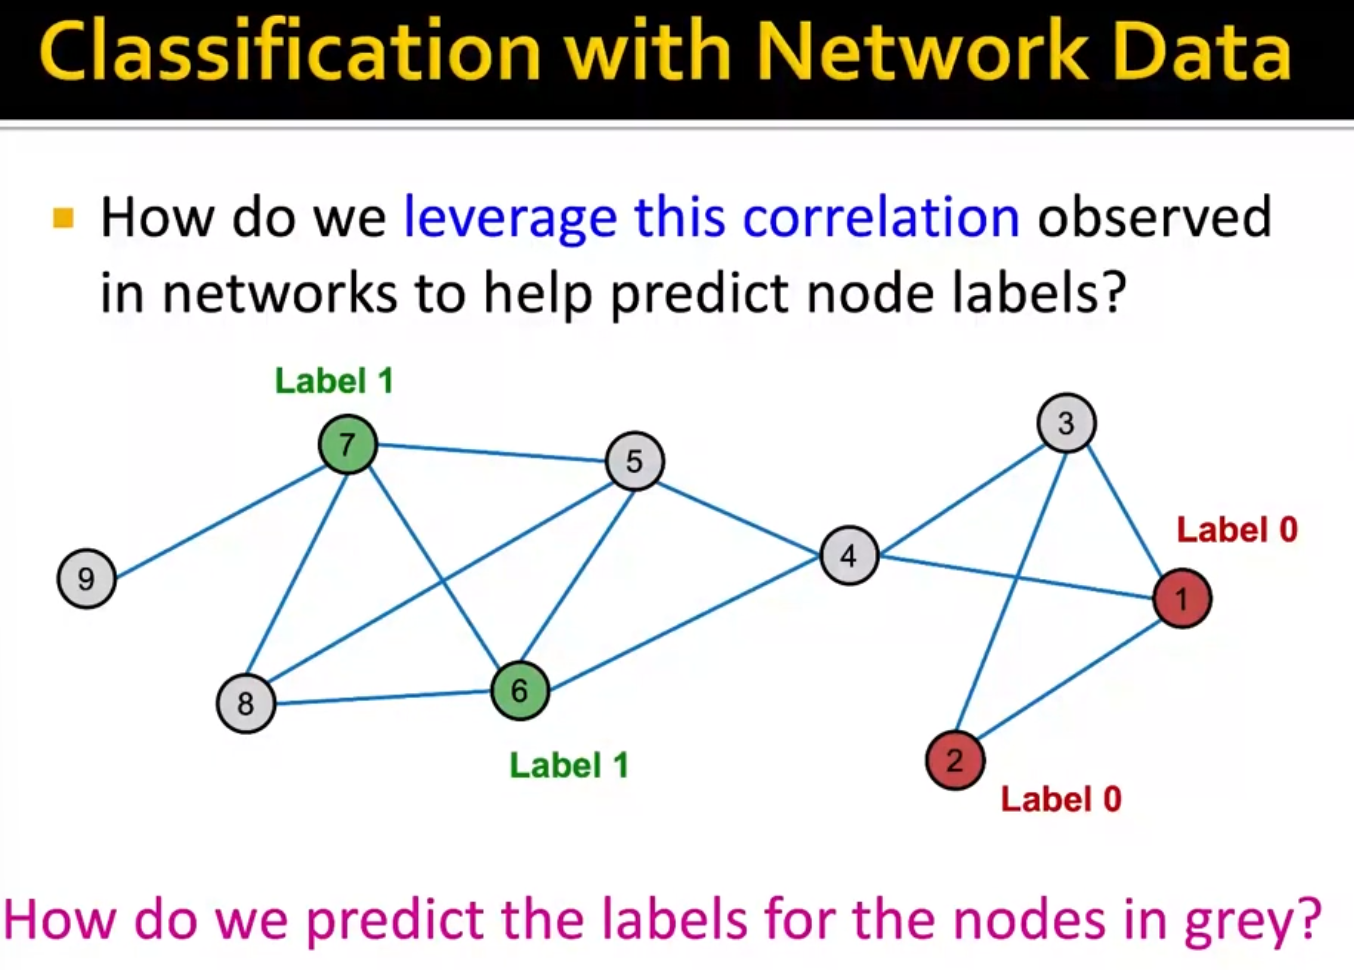 Classification with Network Data
How do we leverage this correlation observed
in networks to help predict node labels?
Label 1
7
5
3
Label 0
4
9
1
8
6
Label 1
2
Label 0
How do we predict the labels for the nodes in grey?